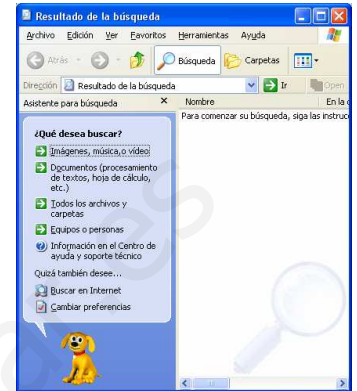 Resultado de la búsqueda
Archivo Edición Ver Favoritos Herramientas Ayuda
Atrás Búsqueda Carpetas
Dirección Resultado de la búsqueda Ir Open
Asistente para búsqueda Nombre En la c
Para comenzar su búsqueda, siga las instrucc
¿Qué desea buscar?
Imágenes, música,o vídeo
Documentos (procesamiento
de textos, hoja de cálculo,
etc.)
Todos los archivos y
carpetas
Equipos o personas
Información en el Centro de
ayuda y soporte técnico
Quizá también desee...
Buscar en Internet
Cambiar preferencias